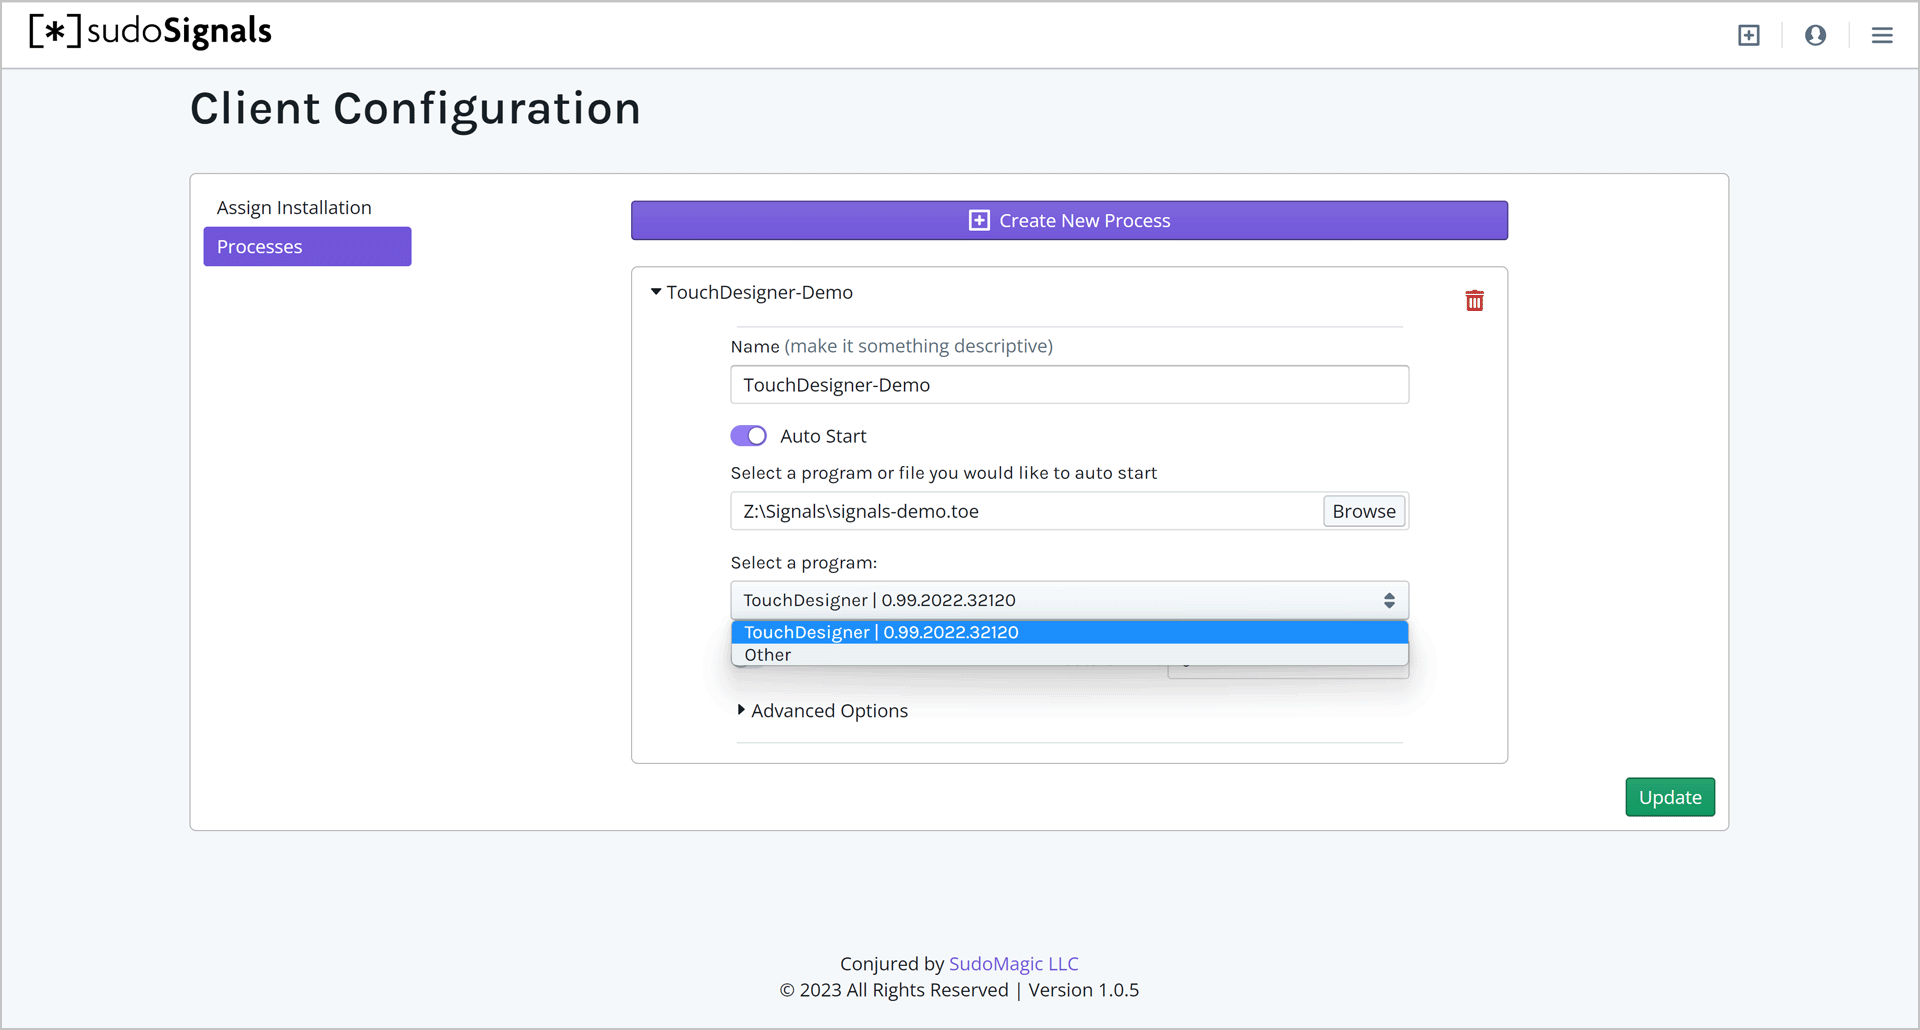 [*]sudoSignals
Client Configuration
Assign Installation
Processes
Create New Process
TouchDesigner-Demo
Name (make it something descriptive)
TouchDesigner-Demo
Auto Start
Select a program or file you would like to auto start
Z:\Signals\signals-demo.toe
Browse
Select a program:
TouchDesigner | 0.99.2022.32120
TouchDesigner | 0.99.2022.32120
Other
Advanced Options
Update
Conjured by SudoMagic LLC
© 2023 All Rights Reserved | Version 1.0.5